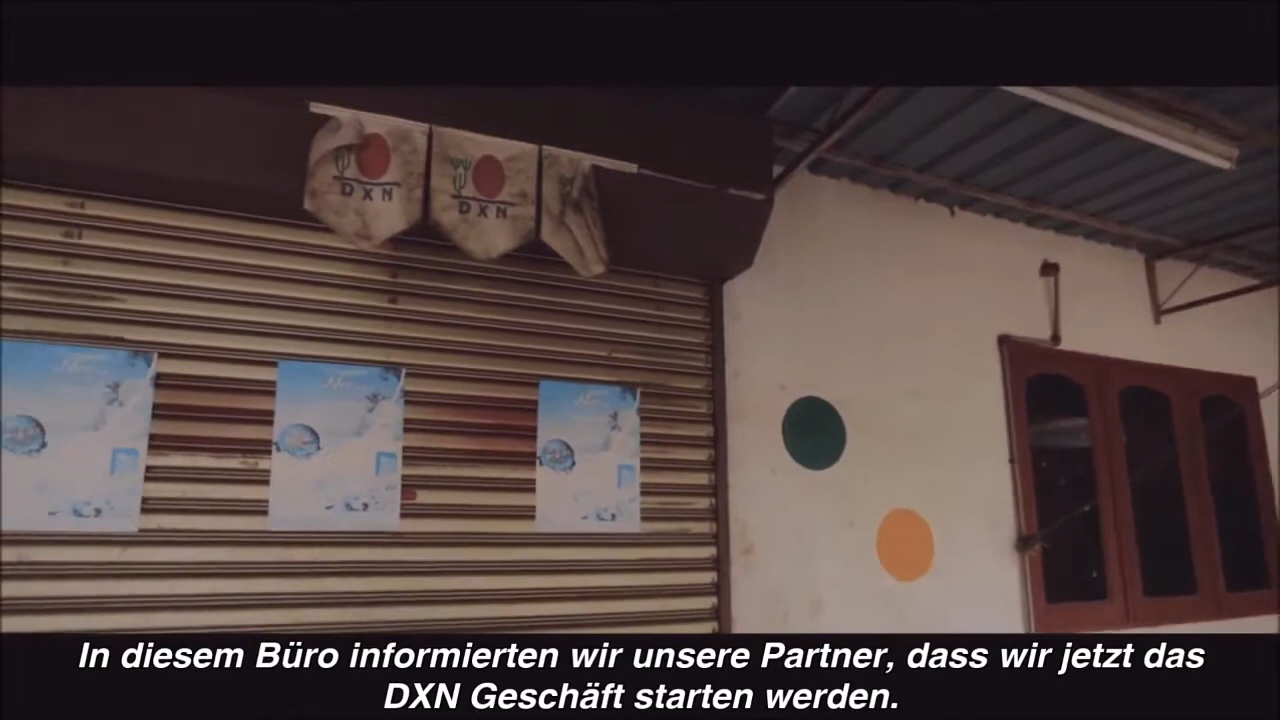 DXN
DXN
In diesem Büro informierten wir unsere Partner, dass wir jetzt das
DXN Geschäft starten werden.